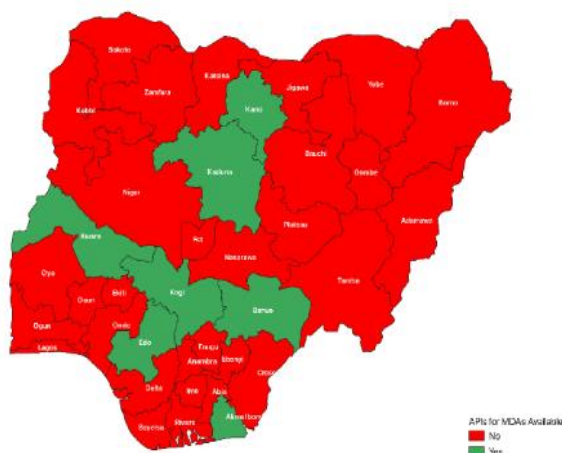 Sokoto
Katsina
Jigawa
Yobe
Borno
Zamfara
Kebbi
Kano
Bauchi
Kaduna
Gombe
Niger
Adamawa
Plateau
Fct
Kwara
Nasarawa
Taraba
Oyo
Kogi
Benue
Osun
Ekiti
Ondo
Ogun
Edo
Lagos
Enugu
Anambra
Ebonyi
Cross
Delta
Imo
Abia
Akwa Ibom
Bayelsa
Rivers
APIs for MDAs Available
No
Yes